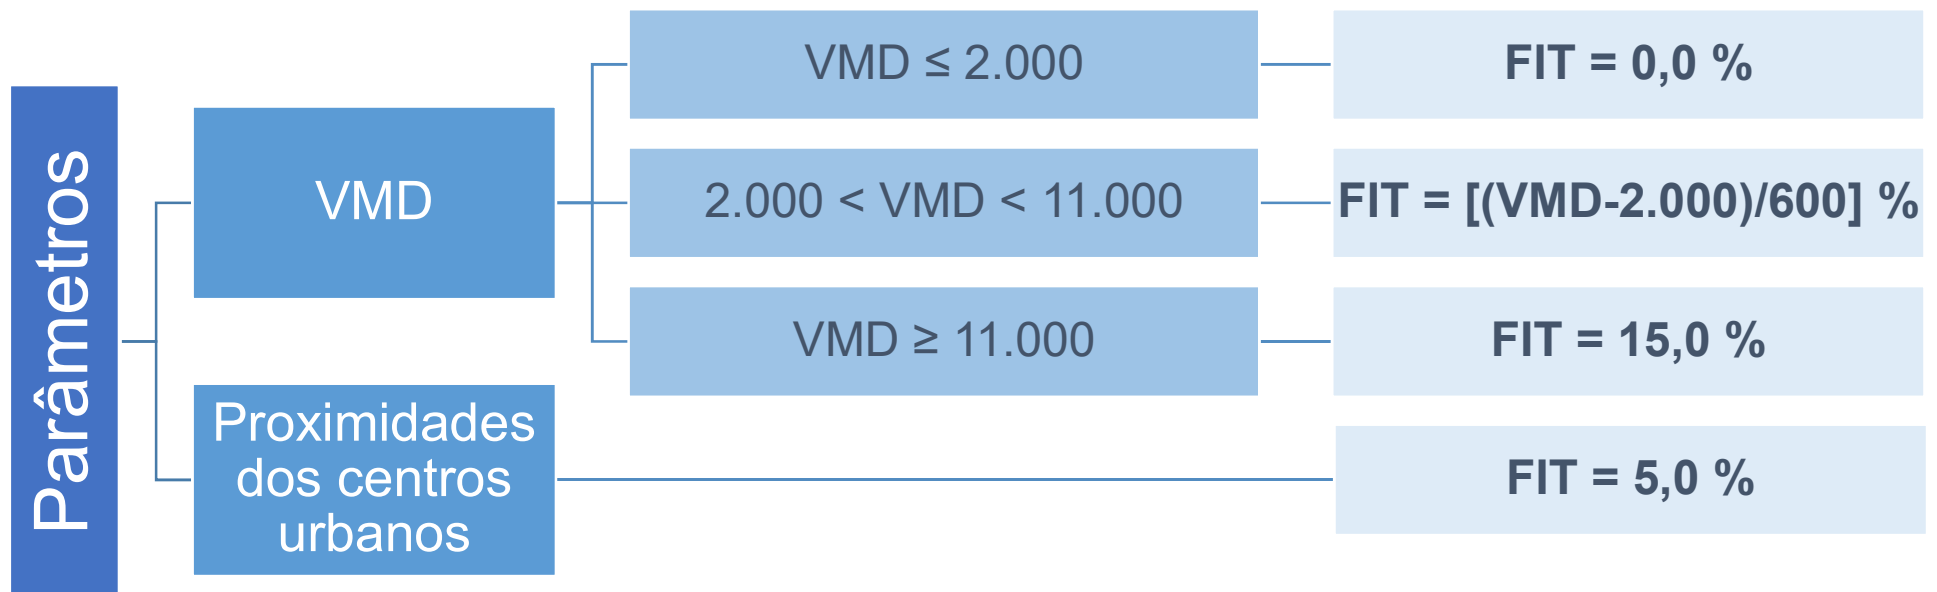 Parâmetros
VMD
VMD ≤ 2.000
FIT = 0,0 %
2.000 < VMD < 11.000
FIT = [(VMD-2.000)/600] %
VMD ≥ 11.000
FIT = 15,0 %
Proximidades
dos centros
urbanos
FIT = 5,0 %